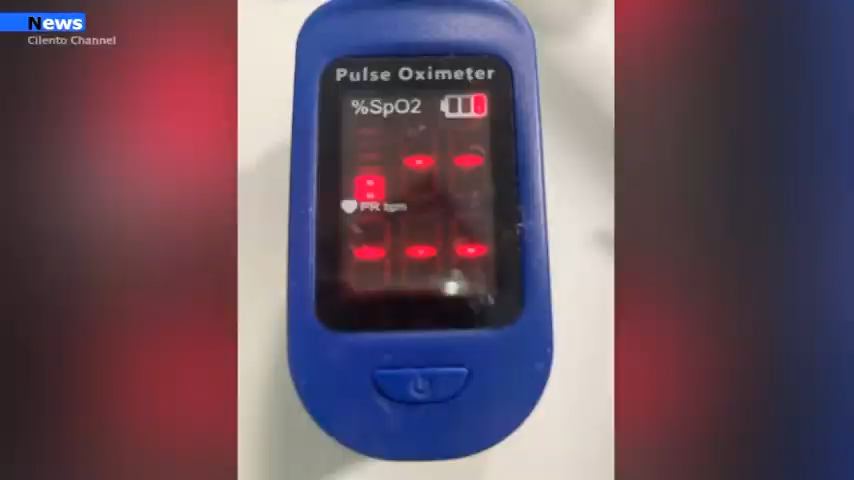 News
Cilento Channel
Pulse Oximeter
%SpO2
PR bpm
-- --
-- -- --